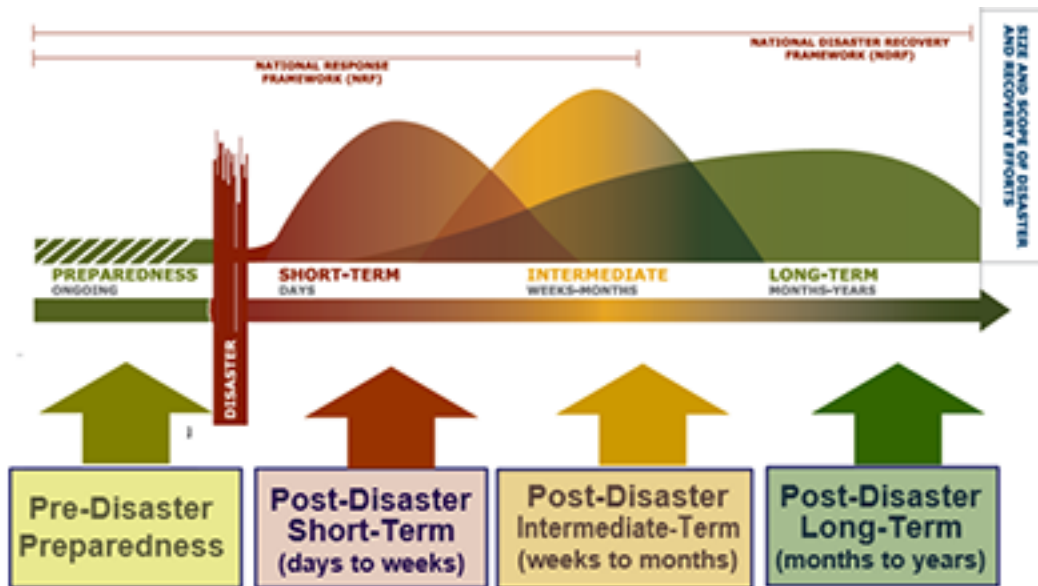 NATIONAL DISASTER RECOVERY
FRAMEWORK (NDRF)
NATIONAL RESPONSE
FRAMEWORK (NRF)
SIZE AND SCOPE OF DISASTER
AND RECOVERY EFFORTS
PREPAREDNESS
ONGOING
SHORT-TERM
DAYS
INTERMEDIATE
WEEKS-MONTHS
LONG-TERM
MONTHS-YEARS
DISASTER
Pre-Disaster
Preparedness
Post-Disaster
Short-Term
(days to weeks)
Post-Disaster
Intermediate-Term
(weeks to months)
Post-Disaster
Long-Term
(months to years)